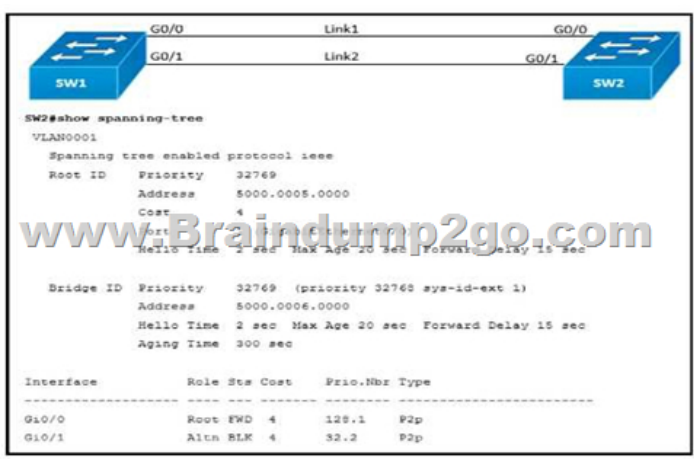 G0/0 Link1 G0/0
G0/1 Link2 G0/1
SW1 SW2
SW2#show spanning-tree
VLAN0001
Spanning tree enabled protocol ieee
Root ID Priority 32769
Address 5000.0005.0000
Cost 4
www.Braindump2go.com
Hello Time 2 sec Max Age 20 sec Forward Delay 15 sec
Bridge ID Priority 32769 (priority 32768 sys-id-ext 1)
Address 5000.0006.0000
Hello Time 2 sec Max Age 20 sec Forward Delay 15 sec
Aging Time 300 sec
Interface Role Sts Cost Prio.Nbr Type
------------------- ---- --- --------- -------- --------------------------------
Gi0/0 Root FWD 4 128.1 P2p
Gi0/1 Altn BLK 4 32.2 P2p